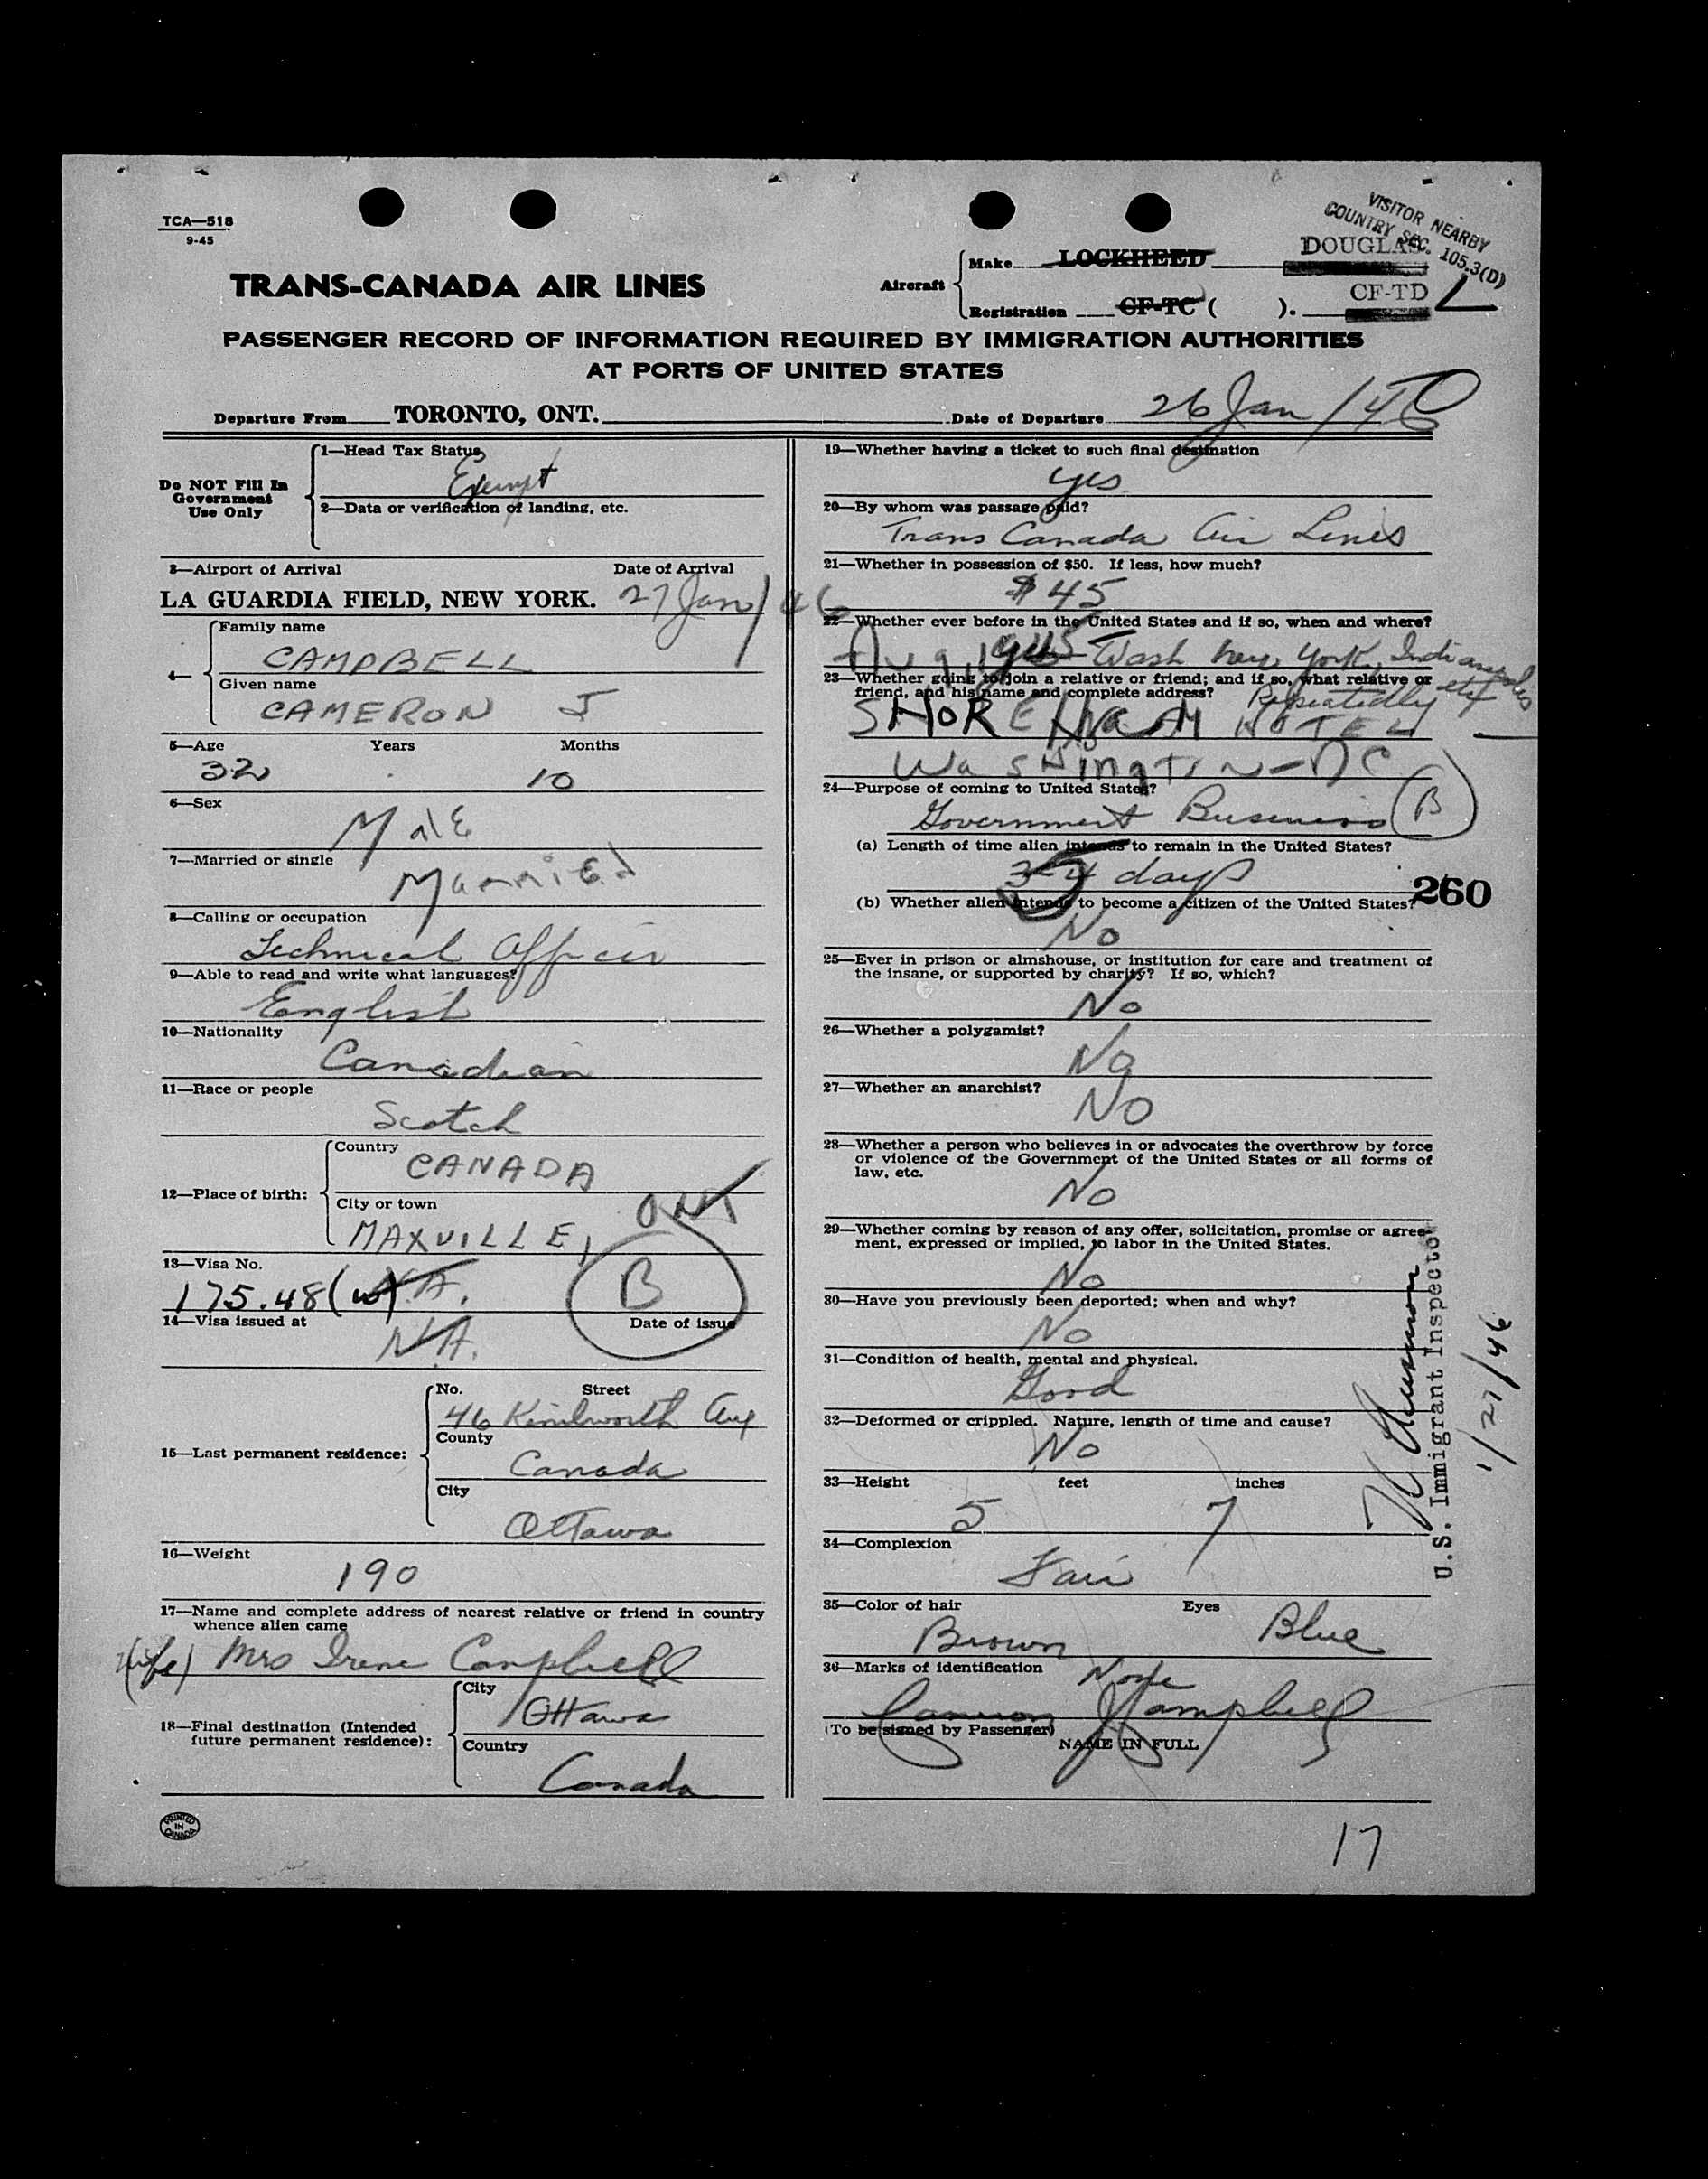 TCA—518
9-45
VISITOR NEARBY
COUNTRY SEC. 105.3(D)
TRANS-CANADA AIR LINES
Aircraft
Make LOCKHEED DOUGLAS
Registration CF-TC ( ). CF-TD L
PASSENGER RECORD OF INFORMATION REQUIRED BY IMMIGRATION AUTHORITIES
AT PORTS OF UNITED STATES
Departure From TORONTO, ONT. Date of Departure 26 Jan / 46
Do NOT Fill In
Government
Use Only
1—Head Tax Status
Exempt
2—Data or verification of landing, etc.
3—Airport of Arrival Date of Arrival
LA GUARDIA FIELD, NEW YORK. 27 Jan / 46
4—
Family name
CAMPBELL
Given name
CAMERON J
5—Age Years Months
32 10
6—Sex
Male
7—Married or single
Married
8—Calling or occupation
Technical Officer
9—Able to read and write what languages?
English
10—Nationality
Canadian
11—Race or people
Scotch
12—Place of birth:
Country
CANADA
City or town
MAXVILLE, ONT
13—Visa No.
175.48 (w) N.A. B
14—Visa issued at Date of issue
N.A.
15—Last permanent residence:
No. Street
46 Kenilworth Ave
County
Canada
City
Ottawa
16—Weight
190
17—Name and complete address of nearest relative or friend in country
whence alien came
(wife) Mrs Irene Campbell
18—Final destination (Intended
future permanent residence):
City
Ottawa
Country
Canada
PRINTED
IN
CANADA
19—Whether having a ticket to such final destination
yes
20—By whom was passage paid?
Trans Canada Air Lines
21—Whether in possession of $50. If less, how much?
$45
22—Whether ever before in the United States and if so, when and where?
Aug, 1945 Wash New York, Indianapolis
Repeatedly etc
23—Whether going to join a relative or friend; and if so, what relative or
friend, and his name and complete address?
SHOREHAM HOTEL
Washington-DC
24—Purpose of coming to United States?
Government Business B
(a) Length of time alien intends to remain in the United States?
3-4 days
260
(b) Whether alien intends to become a citizen of the United States?
No
25—Ever in prison or almshouse, or institution for care and treatment of
the insane, or supported by charity? If so, which?
No
26—Whether a polygamist?
No
27—Whether an anarchist?
No
28—Whether a person who believes in or advocates the overthrow by force
or violence of the Government of the United States or all forms of
law, etc.
No
29—Whether coming by reason of any offer, solicitation, promise or agree-
ment, expressed or implied, to labor in the United States.
No
30—Have you previously been deported; when and why?
No
31—Condition of health, mental and physical.
Good
32—Deformed or crippled. Nature, length of time and cause?
No
33—Height feet inches
5 7
34—Complexion
Fair
35—Color of hair Eyes
Brown Blue
36—Marks of identification
None
Cameron J Campbell
(To be signed by Passenger)
NAME IN FULL
U.S. Immigrant Inspector
1/27/46
17